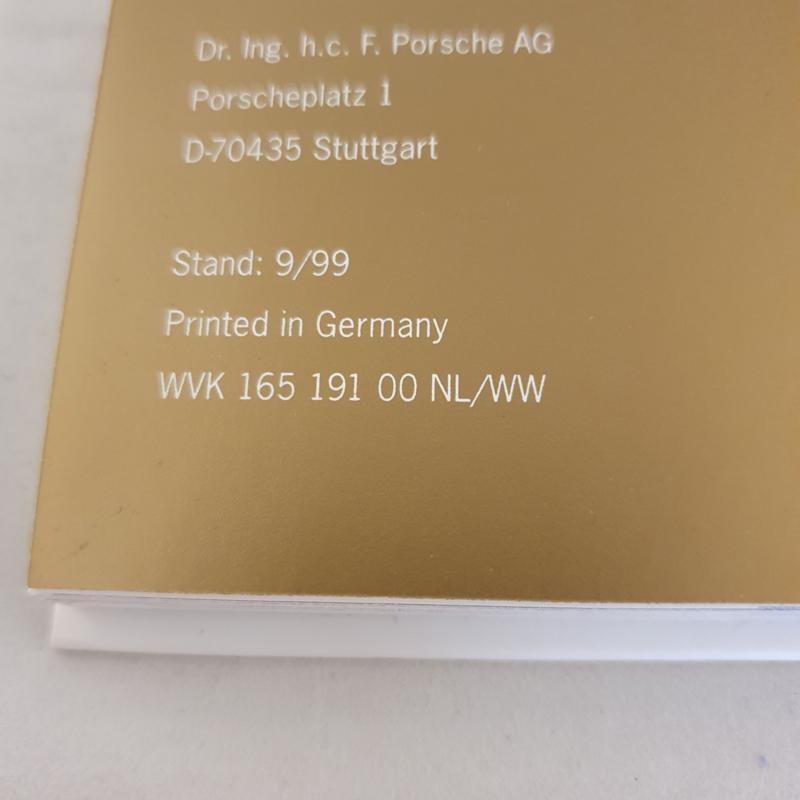 Dr. Ing. h.c. F. Porsche AG
Porscheplatz 1
D-70435 Stuttgart
Stand: 9/99
Printed in Germany
WVK 165 191 00 NL/WW